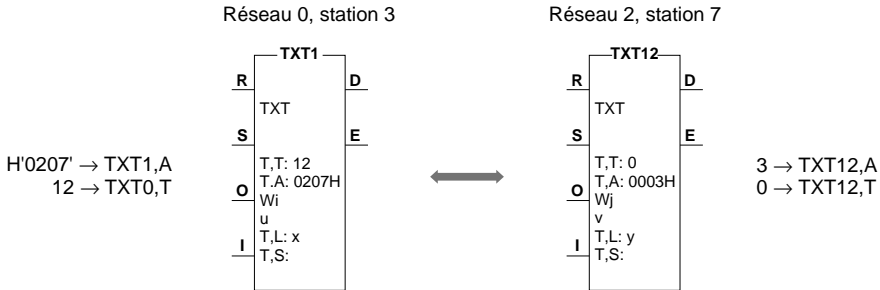 Réseau 0, station 3
Réseau 2, station 7
TXT1
R
D
TXT
S
E
H'0207' → TXT1,A
12 → TXT0,T
T,T: 12
T.A: 0207H
O
Wi
u
T,L: x
I
T,S:
TXT12
R
D
TXT
S
E
T,T: 0
T,A: 0003H
O
Wj
v
T,L: y
I
T,S:
3 → TXT12,A
0 → TXT12,T